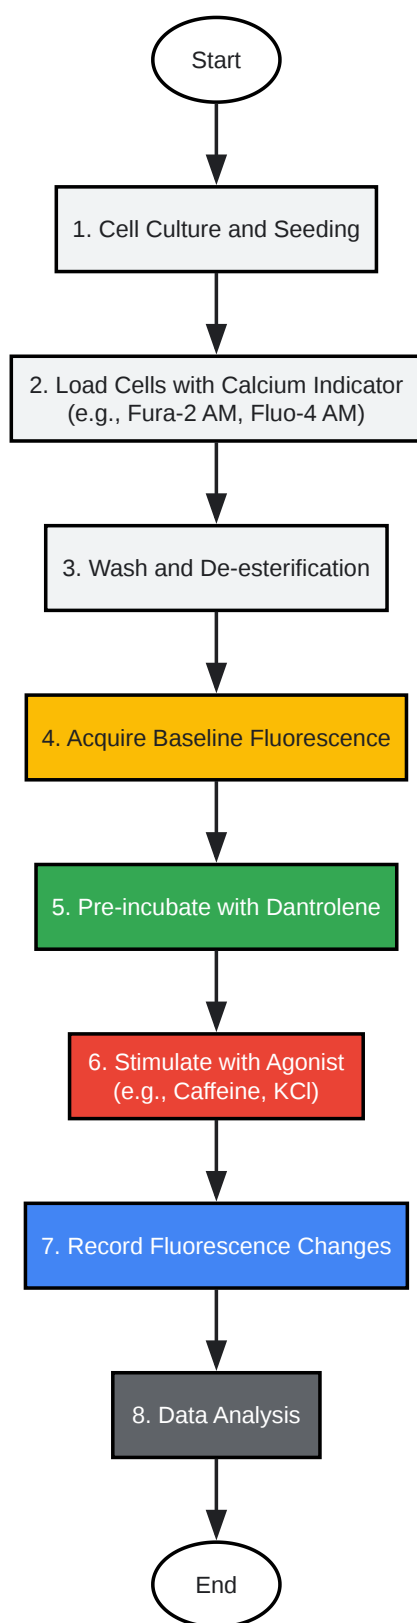 Start
1. Cell Culture and Seeding
2. Load Cells with Calcium Indicator
(e.g., Fura-2 AM, Fluo-4 AM)
3. Wash and De-esterification
4. Acquire Baseline Fluorescence
5. Pre-incubate with Dantrolene
6. Stimulate with Agonist
(e.g., Caffeine, KCl)
7. Record Fluorescence Changes
8. Data Analysis
End